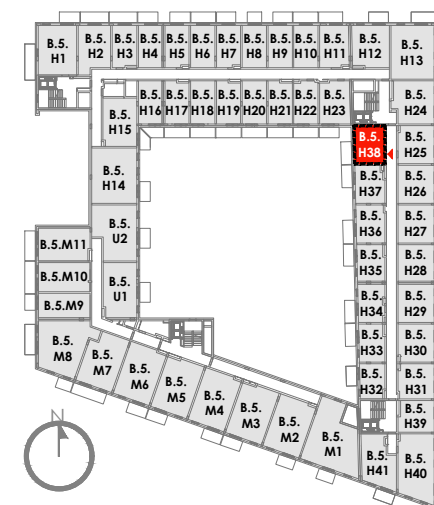 B.5.
H1
B.5.
H2
B.5.
H3
B.5.
H4
B.5.
H5
B.5.
H6
B.5.
H7
B.5.
H8
B.5.
H9
B.5.
H10
B.5.
H11
B.5.
H12
B.5.
H13
B.5.
H15
B.5.
H16
B.5.
H17
B.5.
H18
B.5.
H19
B.5.
H20
B.5.
H21
B.5.
H22
B.5.
H23
B.5.
H24
B.5.
H38
B.5.
H25
B.5.
H14
B.5.
H37
B.5.
H26
B.5.
U2
B.5.
H36
B.5.
H27
B.5.M11
B.5.
H35
B.5.
H28
B.5.M10
B.5.
U1
B.5.
H34
B.5.
H29
B.5.M9
B.5.
M8
B.5.
M7
B.5.
M6
B.5.
M5
B.5.
M4
B.5.
M3
B.5.
M2
B.5.
M1
B.5.
H33
B.5.
H30
B.5.
H32
B.5.
H31
B.5.
H39
B.5.
H41
B.5.
H40
N